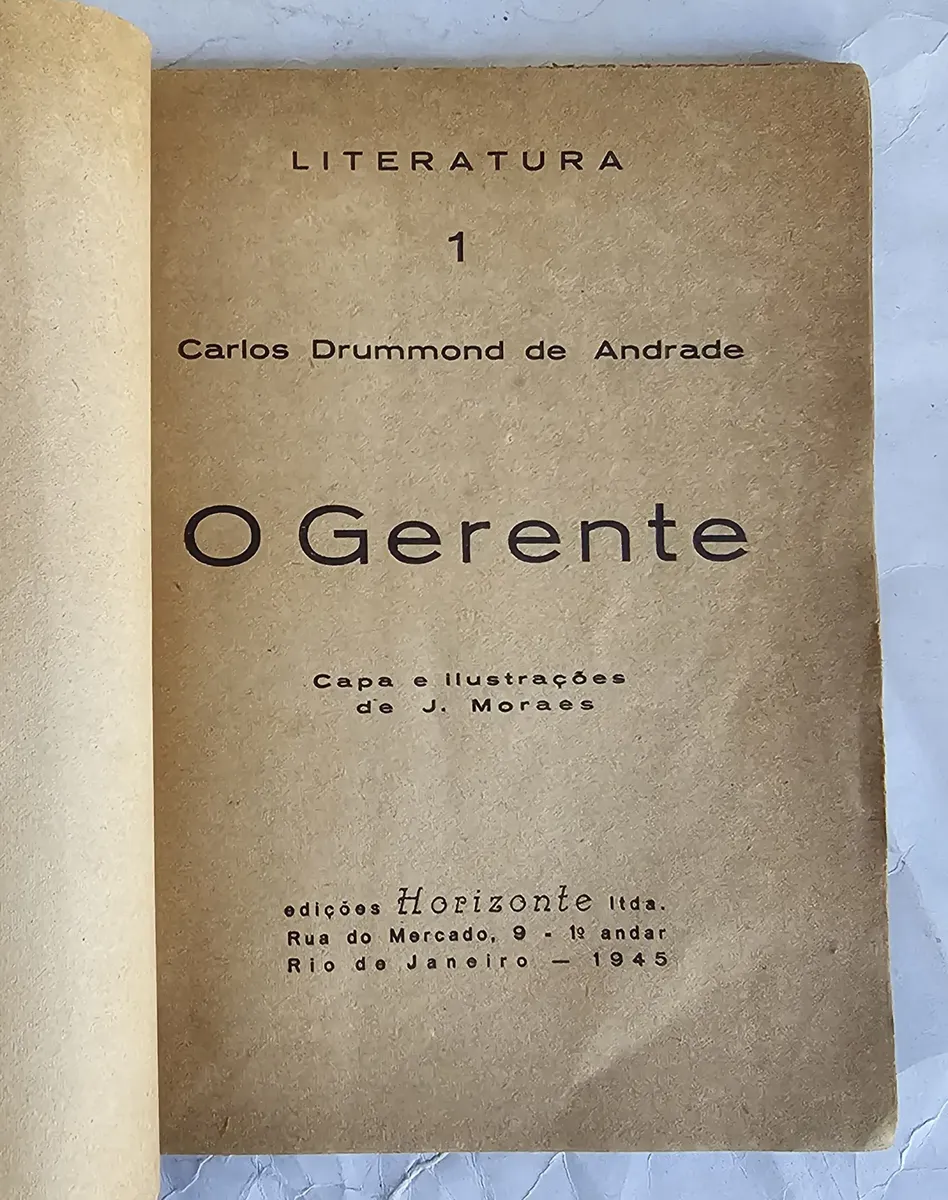 LITERATURA
1
Carlos Drummond de Andrade
O Gerente
Capa e ilustrações
de J. Moraes
edições Horizonte ltda.
Rua do Mercado, 9 - 1º andar
Rio de Janeiro — 1945